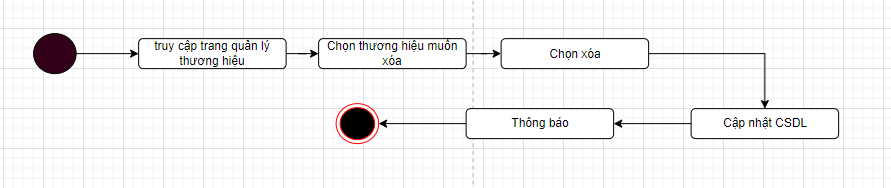 truy cập trang quản lý
thương hiệu
Chọn thương hiệu muốn
xóa
Chọn xóa
Thông báo
Cập nhật CSDL